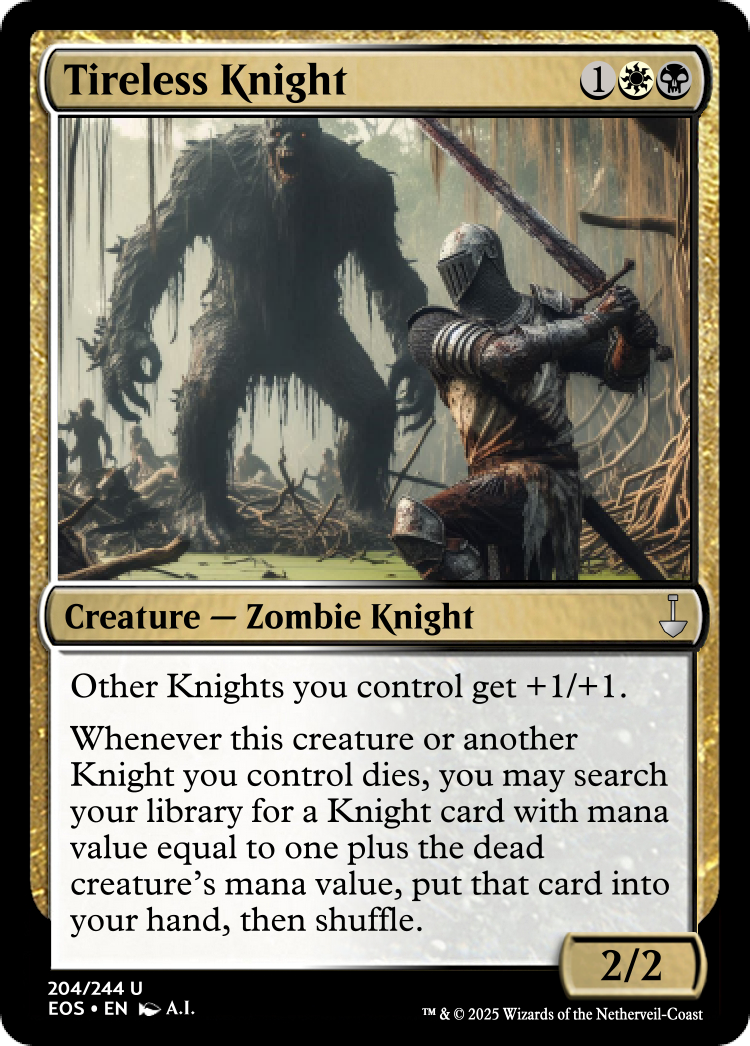 Tireless Knight 1
Creature — Zombie Knight
Other Knights you control get +1/+1.
Whenever this creature or another
Knight you control dies, you may search
your library for a Knight card with mana
value equal to one plus the dead
creature's mana value, put that card into
your hand, then shuffle.
2/2
204/244 U
EOS • EN A.I.
™ & © 2025 Wizards of the Netherveil-Coast